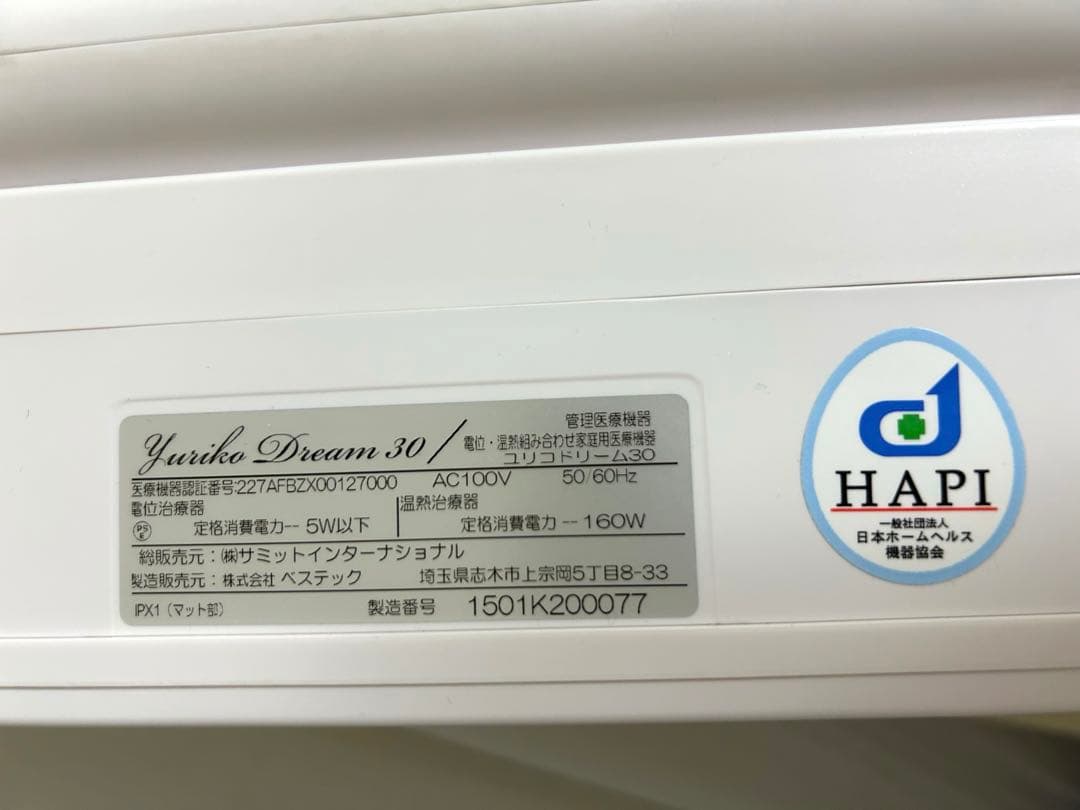 Yuriko Dream 30 /
管理医療機器
電位・温熱組み合わせ家庭用医療機器
ユリコドリーム30
医療機器認証番号:227AFBZX00127000 AC100V 50/60Hz
電位治療器
PS E 定格消費電力-- 5W以下
温熱治療器
定格消費電力 -- 160W
総販売元：㈱サミットインターナショナル
製造販売元：株式会社 ベステック 埼玉県志木市上宗岡5丁目8-33
IPX1（マット部） 製造番号 1501K200077
HAPI
一般社団法人
日本ホームヘルス
機器協会